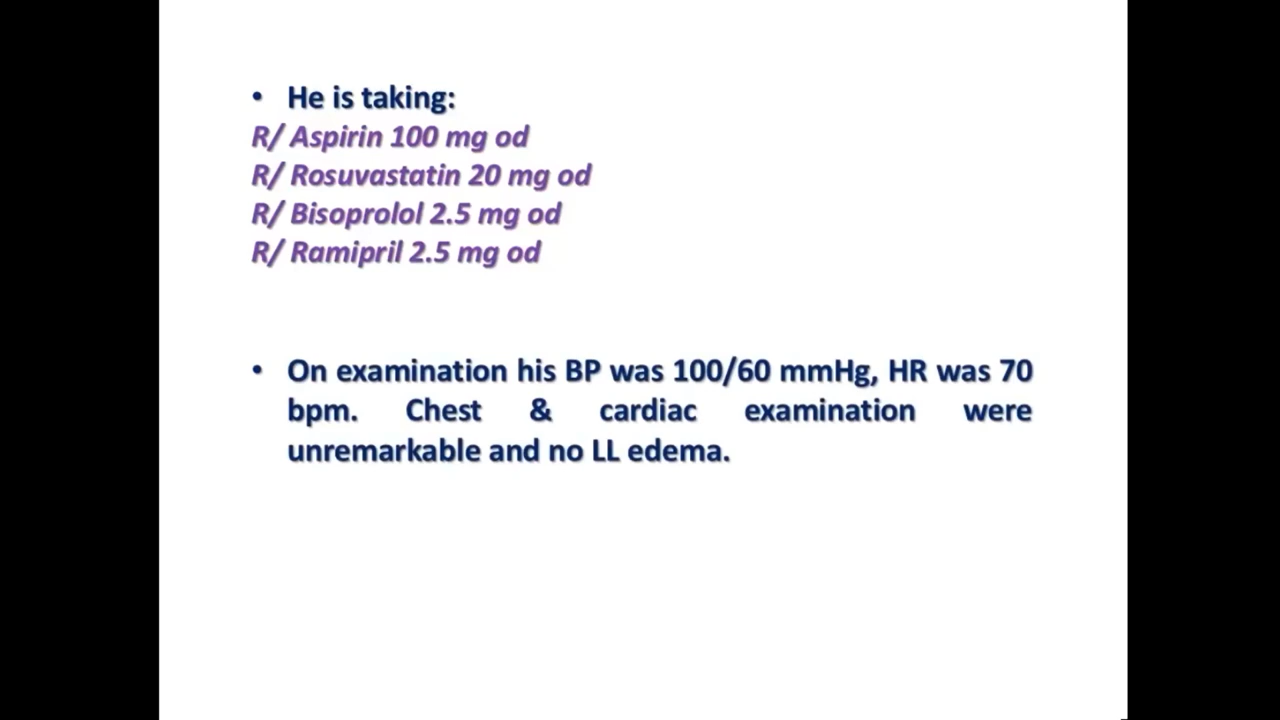 • He is taking:
R/ Aspirin 100 mg od
R/ Rosuvastatin 20 mg od
R/ Bisoprolol 2.5 mg od
R/ Ramipril 2.5 mg od
• On examination his BP was 100/60 mmHg, HR was 70
bpm. Chest & cardiac examination were
unremarkable and no LL edema.